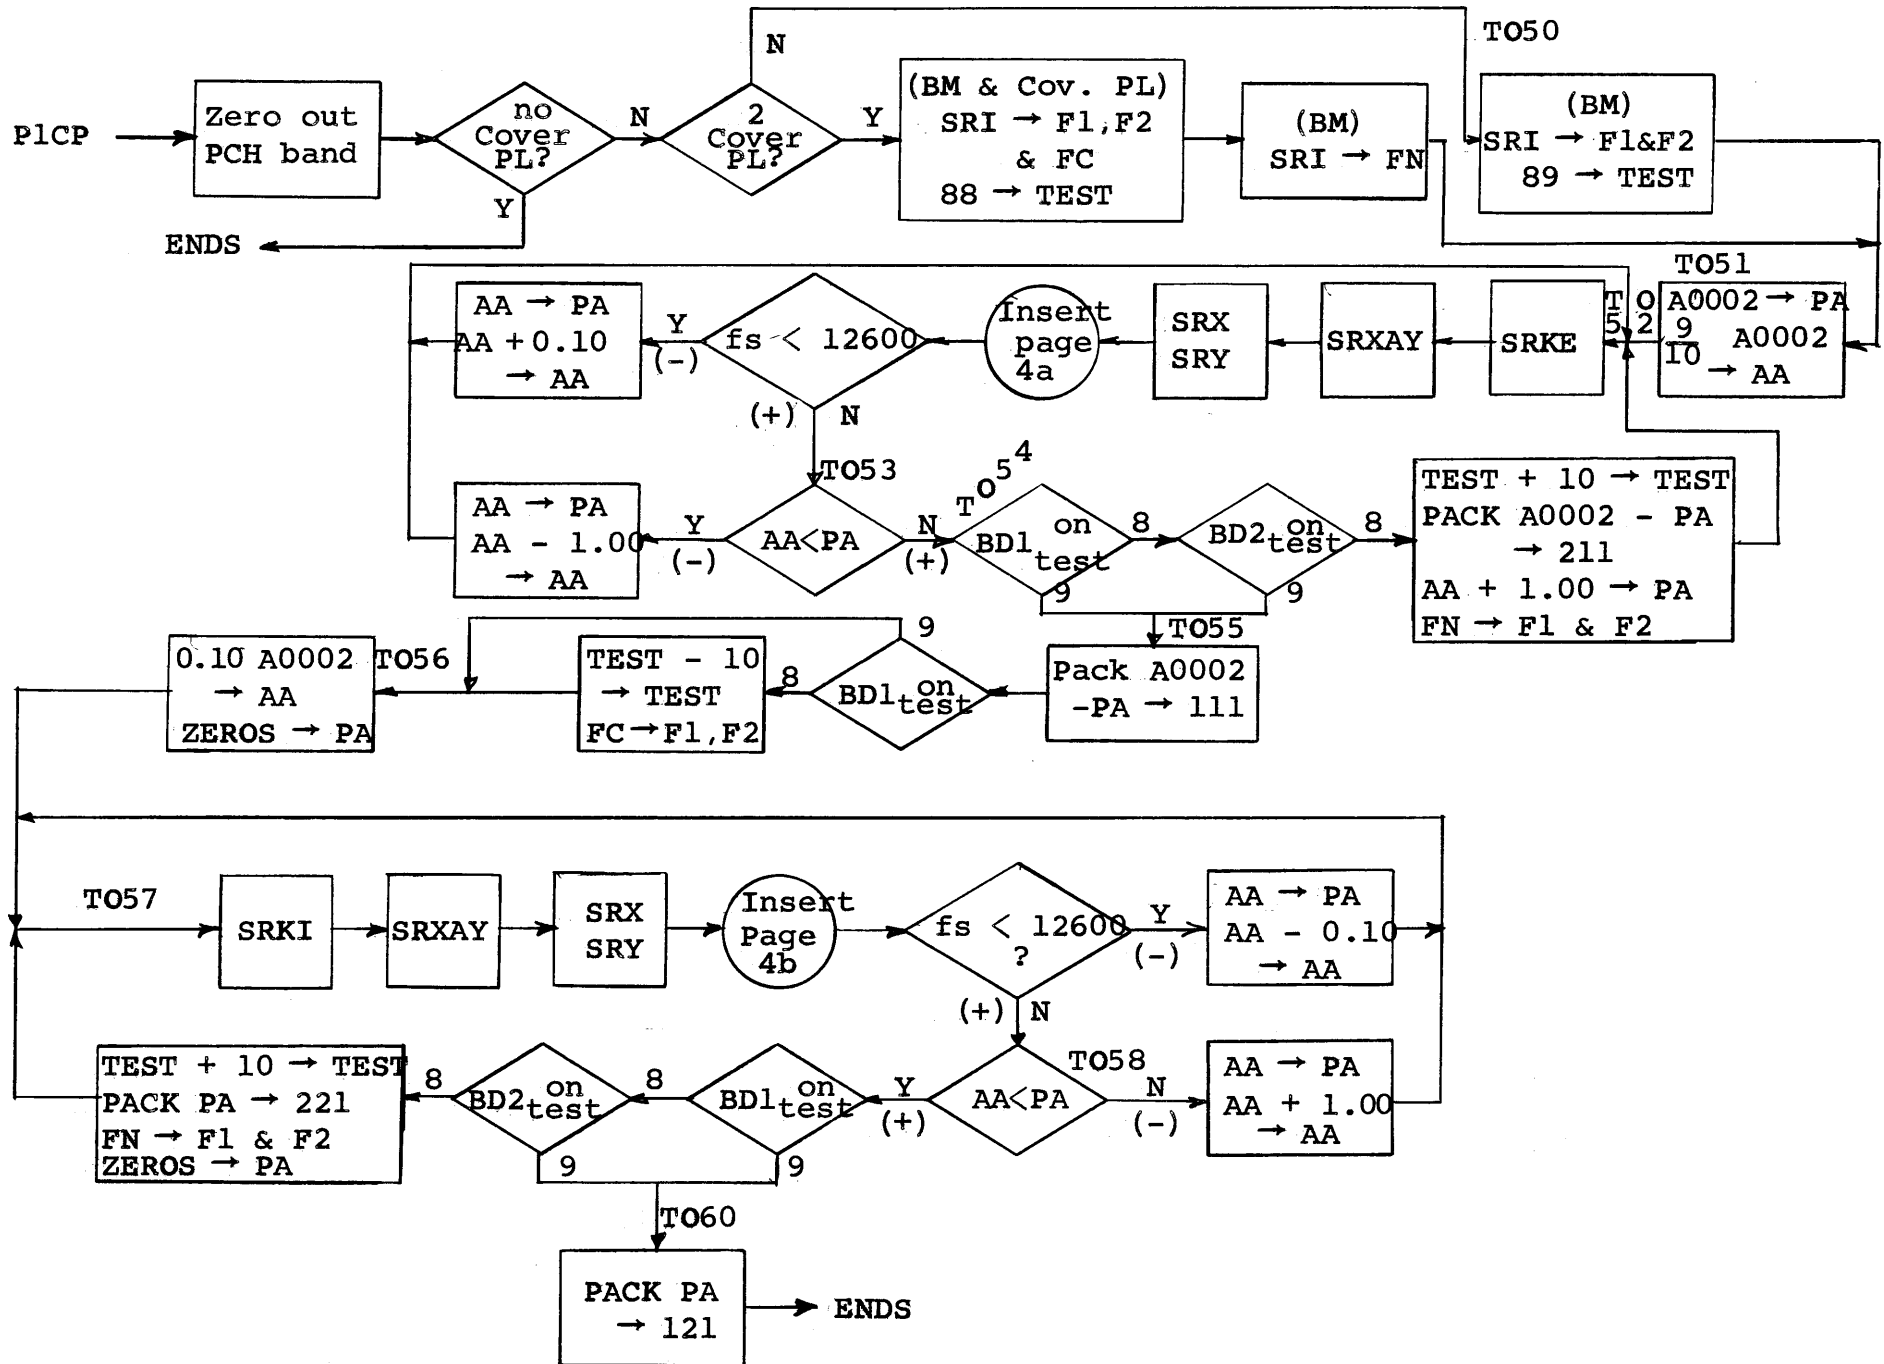 P1CP
Zero out
PCH band
no
Cover
PL?
N
Y
ENDS
2
Cover
PL?
N
Y
(BM & Cov. PL)
SRI → F1,F2
& FC
88 → TEST
(BM)
SRI → FN
TO50
(BM)
SRI → F1&F2
89 → TEST
TO51
A0002 → PA
9/10 A0002
→ AA
TO52
SRKE
SRXAY
SRX
SRY
Insert
page
4a
fs < 12600
Y
(-)
(+) N
AA → PA
AA + 0.10
→ AA
TO53
AA<PA
Y
(-)
N
(+)
AA → PA
AA - 1.00
→ AA
TO54
BD1 on
test
8
9
BD2 on
test
8
9
TEST + 10 → TEST
PACK A0002 - PA
→ 211
AA + 1.00 → PA
FN → F1 & F2
TO55
Pack A0002
-PA → 111
BD1 on
test
9
8
TEST - 10
→ TEST
FC → F1,F2
TO56
0.10 A0002
→ AA
ZEROS → PA
TO57
SRKI
SRXAY
SRX
SRY
Insert
Page
4b
fs < 12600
?
Y
(-)
(+) N
AA → PA
AA - 0.10
→ AA
TO58
AA<PA
N
(-)
Y
(+)
AA → PA
AA + 1.00
→ AA
BD1 on
test
8
9
BD2 on
test
8
9
TEST + 10 → TEST
PACK PA → 221
FN → F1 & F2
ZEROS → PA
TO60
PACK PA
→ 121
ENDS